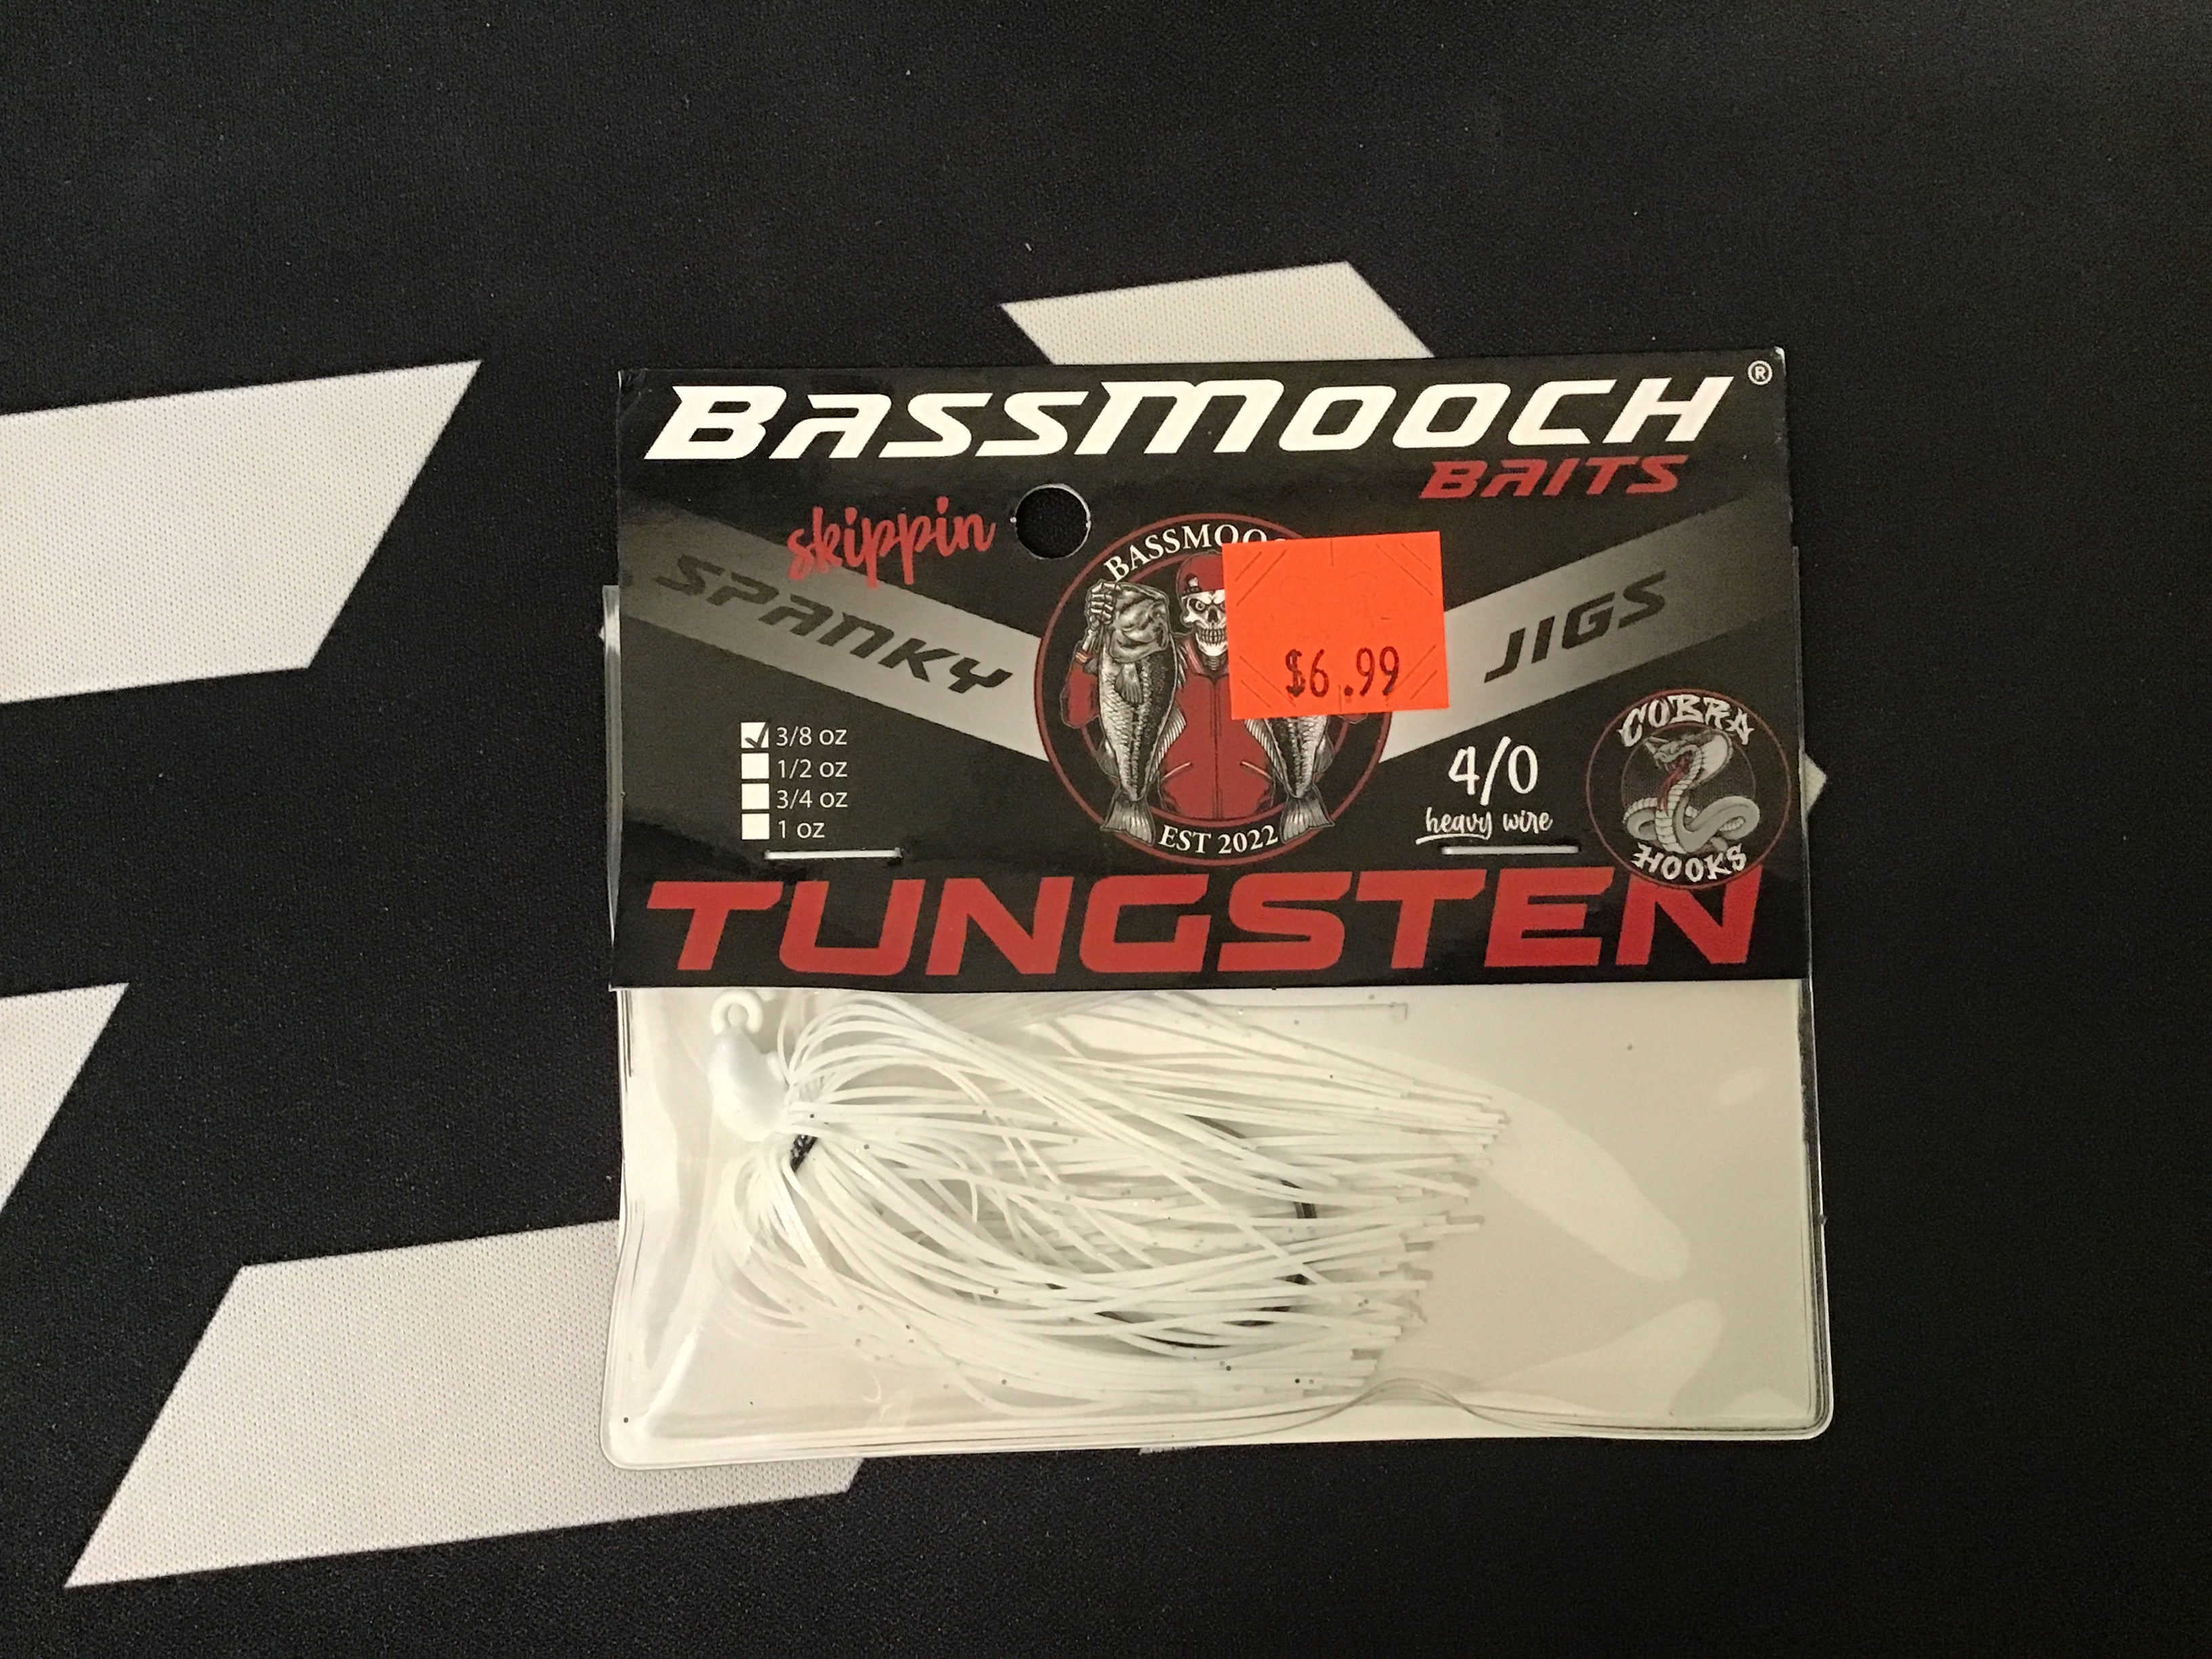 BASSMOOCH®
BAITS
skippin
SPANKY
JIGS
BASSMOO
$6.99
3/8 oz
1/2 oz
3/4 oz
1 oz
EST 2022
4/0
heavy wire
COBRA
HOOKS
TUNGSTEN